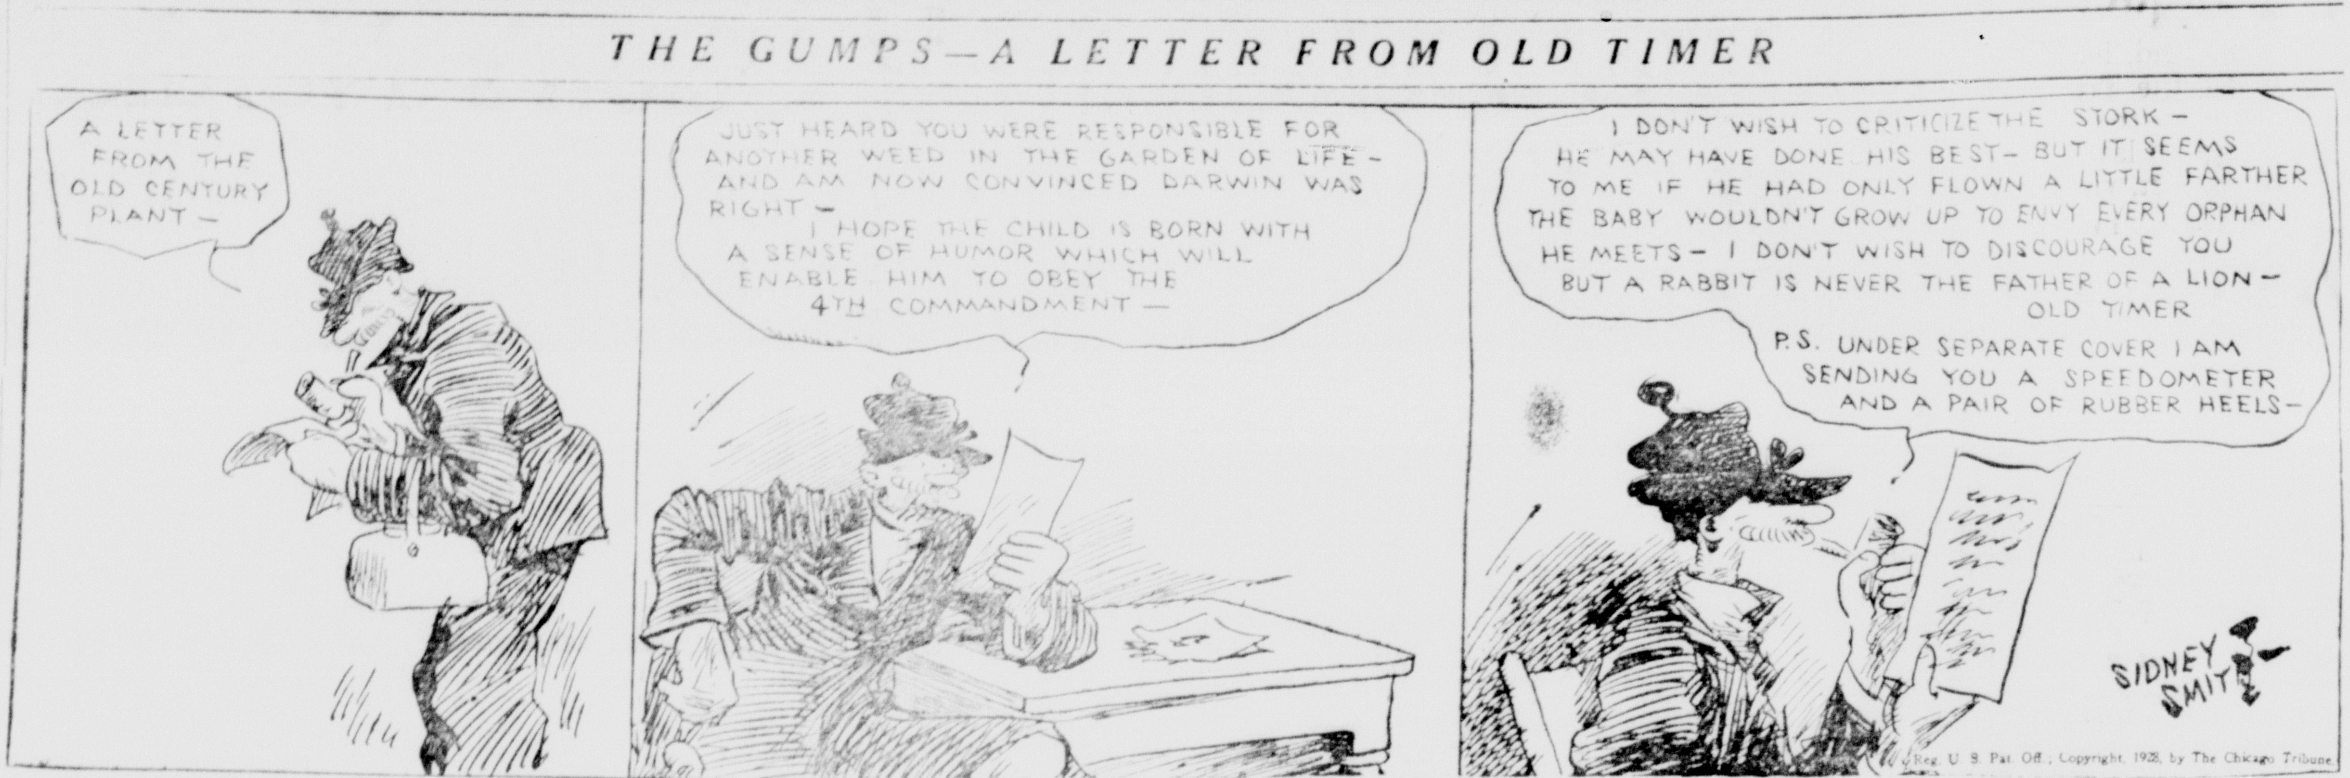 THE GUMPS—A LETTER FROM OLD TIMER
A LETTER
FROM THE
OLD CENTURY
PLANT—
JUST HEARD YOU WERE RESPONSIBLE FOR
ANOTHER WEED IN THE GARDEN OF LIFE—
AND AM NOW CONVINCED DARWIN WAS
RIGHT—
I HOPE THE CHILD IS BORN WITH
A SENSE OF HUMOR WHICH WILL
ENABLE HIM TO OBEY THE
4TH COMMANDMENT—
I DON'T WISH TO CRITICIZE THE STORK—
HE MAY HAVE DONE HIS BEST— BUT IT SEEMS
TO ME IF HE HAD ONLY FLOWN A LITTLE FARTHER
THE BABY WOULDN'T GROW UP TO ENVY EVERY ORPHAN
HE MEETS— I DON'T WISH TO DISCOURAGE YOU
BUT A RABBIT IS NEVER THE FATHER OF A LION—
OLD TIMER
P.S. UNDER SEPARATE COVER I AM
SENDING YOU A SPEEDOMETER
AND A PAIR OF RUBBER HEELS—
SIDNEY
SMITH
Reg. U. S. Pat. Off.; Copyright, 1928, by The Chicago Tribune